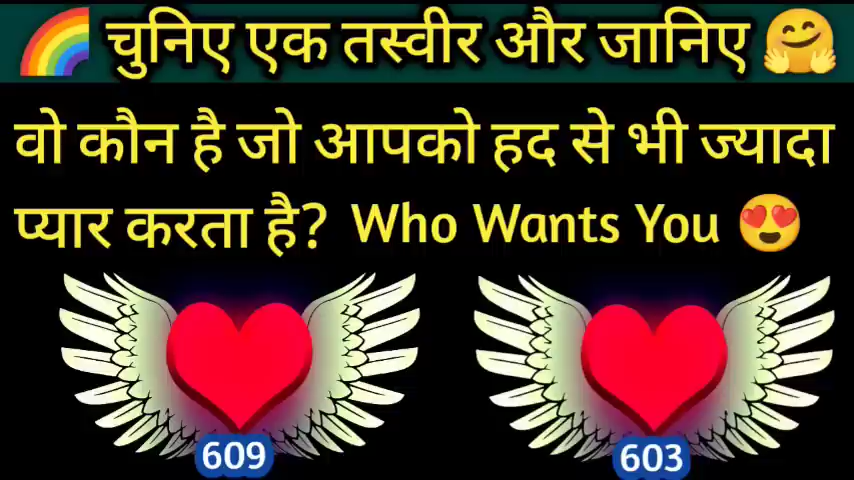 🌈 चुनिए एक तस्वीर और जानिए 🤗
वो कौन है जो आपको हद से भी ज्यादा
प्यार करता है? Who Wants You 😍
609
603